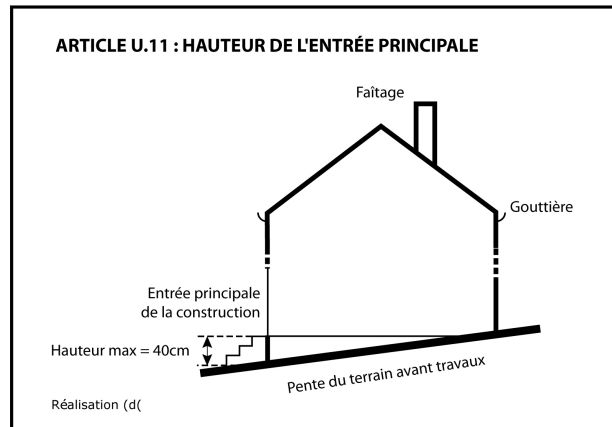 ARTICLE U.11 : HAUTEUR DE L'ENTRÉE PRINCIPALE
Faîtage
Gouttière
Entrée principale
de la construction
Hauteur max = 40cm
Pente du terrain avant travaux
Réalisation (d(